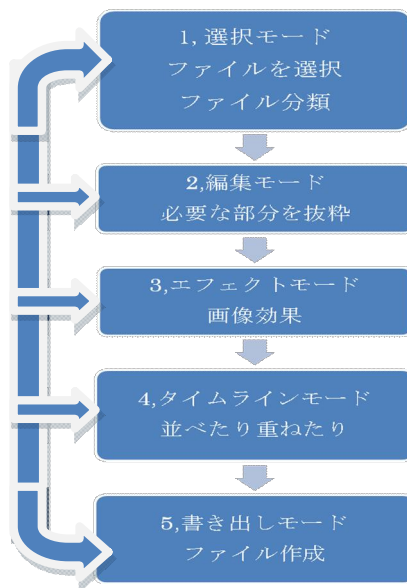 1, 選択モード
ファイルを選択
ファイル分類
2,編集モード
必要な部分を抜粋
3,エフェクトモード
画像効果
4,タイムラインモード
並べたり重ねたり
5,書き出しモード
ファイル作成